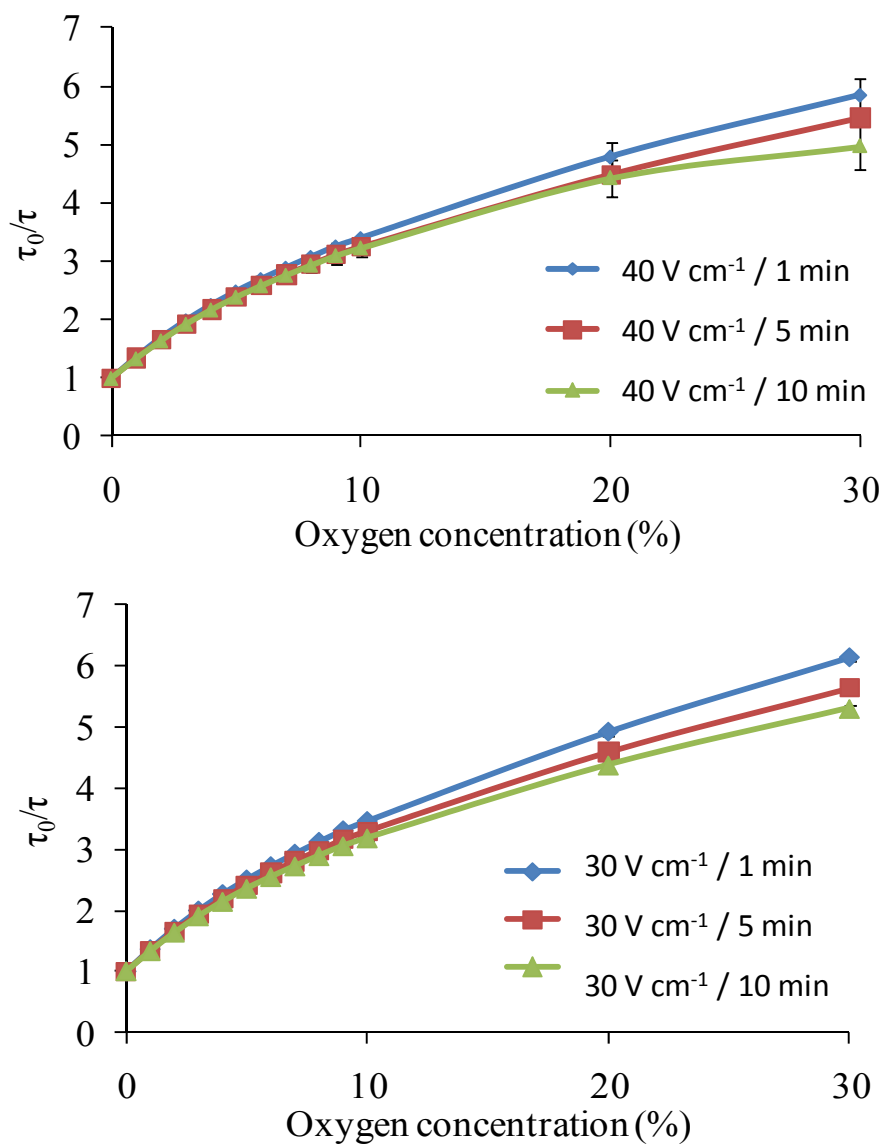 7
6
5
4
3
2
1
0
τ₀/τ
40 V cm⁻¹ / 1 min
40 V cm⁻¹ / 5 min
40 V cm⁻¹ / 10 min
0 10 20 30
Oxygen concentration (%)
7
6
5
4
3
2
1
0
τ₀/τ
30 V cm⁻¹ / 1 min
30 V cm⁻¹ / 5 min
30 V cm⁻¹ / 10 min
0 10 20 30
Oxygen concentration (%)